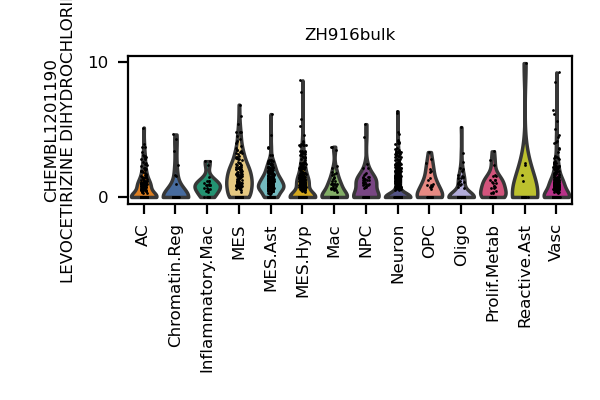 ZH916bulk
CHEMBL1201190
LEVOCETIRIZINE DIHYDROCHLORI
10
0
AC
Chromatin.Reg
Inflammatory.Mac
MES
MES.Ast
MES.Hyp
Mac
NPC
Neuron
OPC
Oligo
Prolif.Metab
Reactive.Ast
Vasc